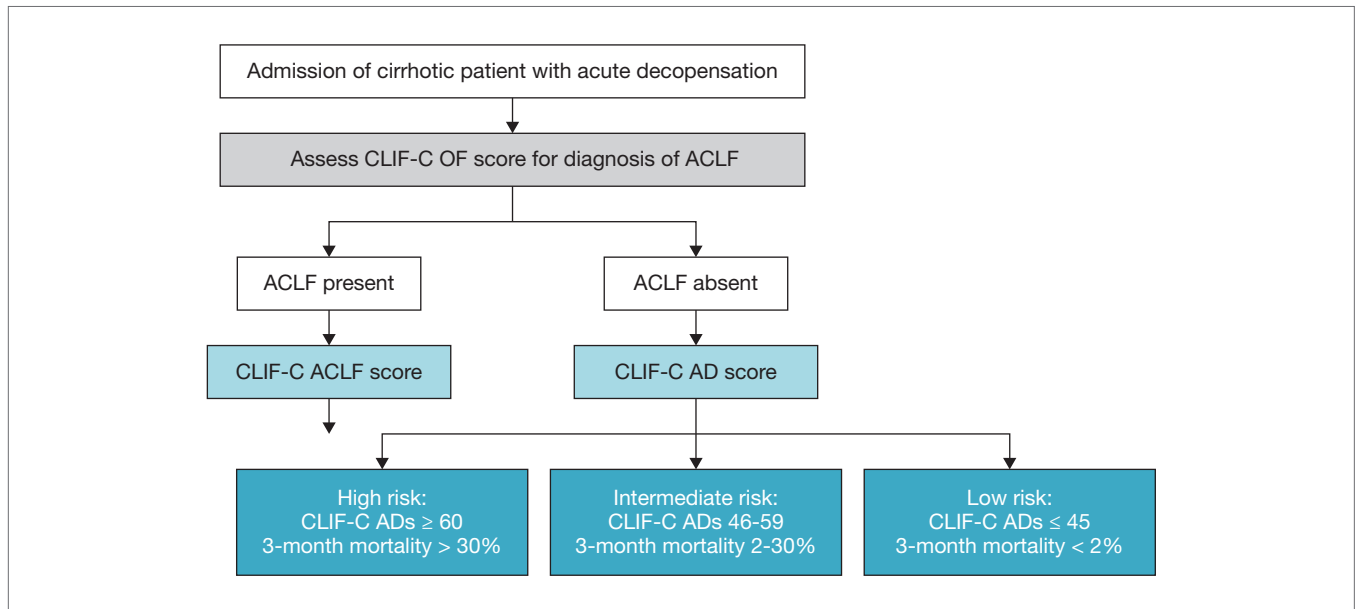 Admission of cirrhotic patient with acute decopensation
Assess CLIF-C OF score for diagnosis of ACLF
ACLF present
ACLF absent
CLIF-C ACLF score
CLIF-C AD score
High risk:
CLIF-C ADs ≥ 60
3-month mortality > 30%
Intermediate risk:
CLIF-C ADs 46-59
3-month mortality 2-30%
Low risk:
CLIF-C ADs ≤ 45
3-month mortality < 2%